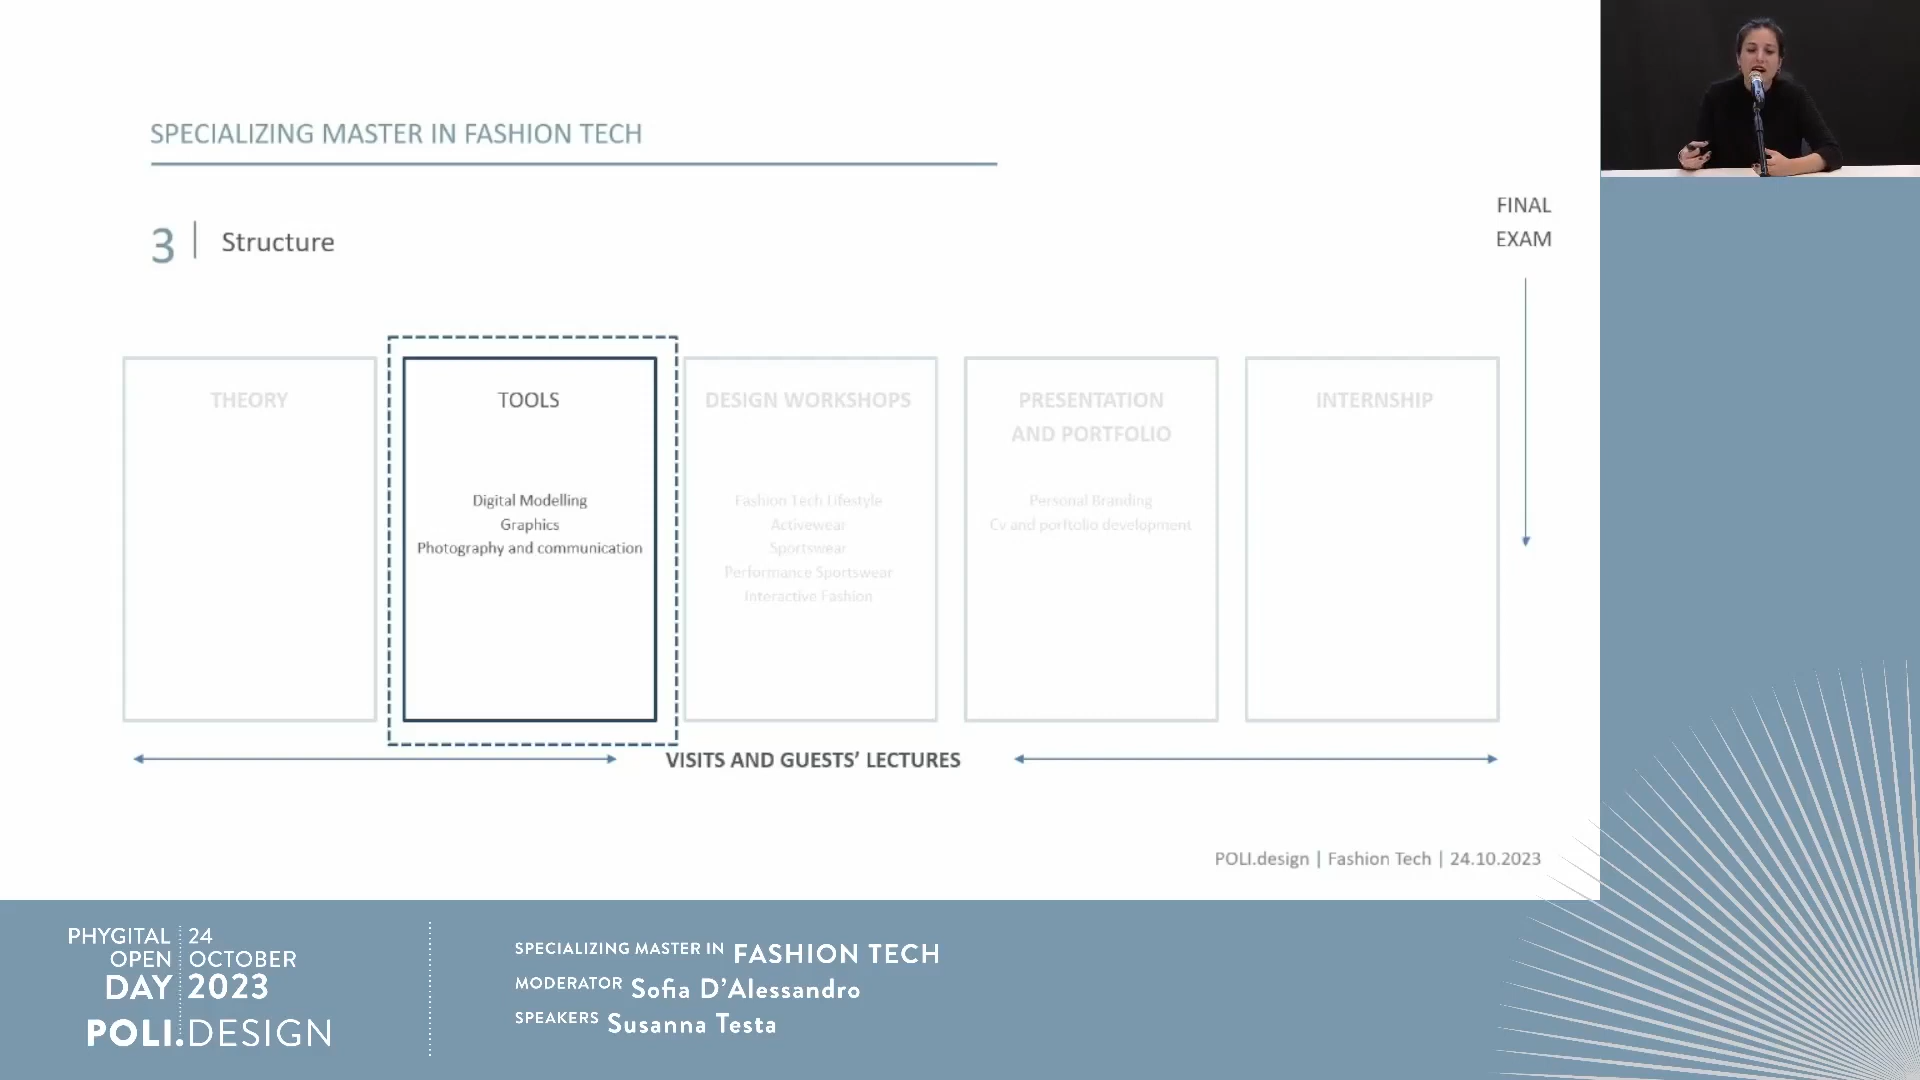 SPECIALIZING MASTER IN FASHION TECH
3 Structure
FINAL
EXAM
THEORY
TOOLS
Digital Modelling
Graphics
Photography and communication
DESIGN WORKSHOPS
Fashion Tech Lifestyle
Activewear
Sportswear
Performance Sportswear
Interactive Fashion
PRESENTATION
AND PORTFOLIO
Personal Branding
Cv and porftolio development
INTERNSHIP
VISITS AND GUESTS’ LECTURES
POLI.design | Fashion Tech | 24.10.2023
PHYGITAL 24
OPEN OCTOBER
DAY 2023
POLI.DESIGN
SPECIALIZING MASTER IN FASHION TECH
MODERATOR Sofia D’Alessandro
SPEAKERS Susanna Testa